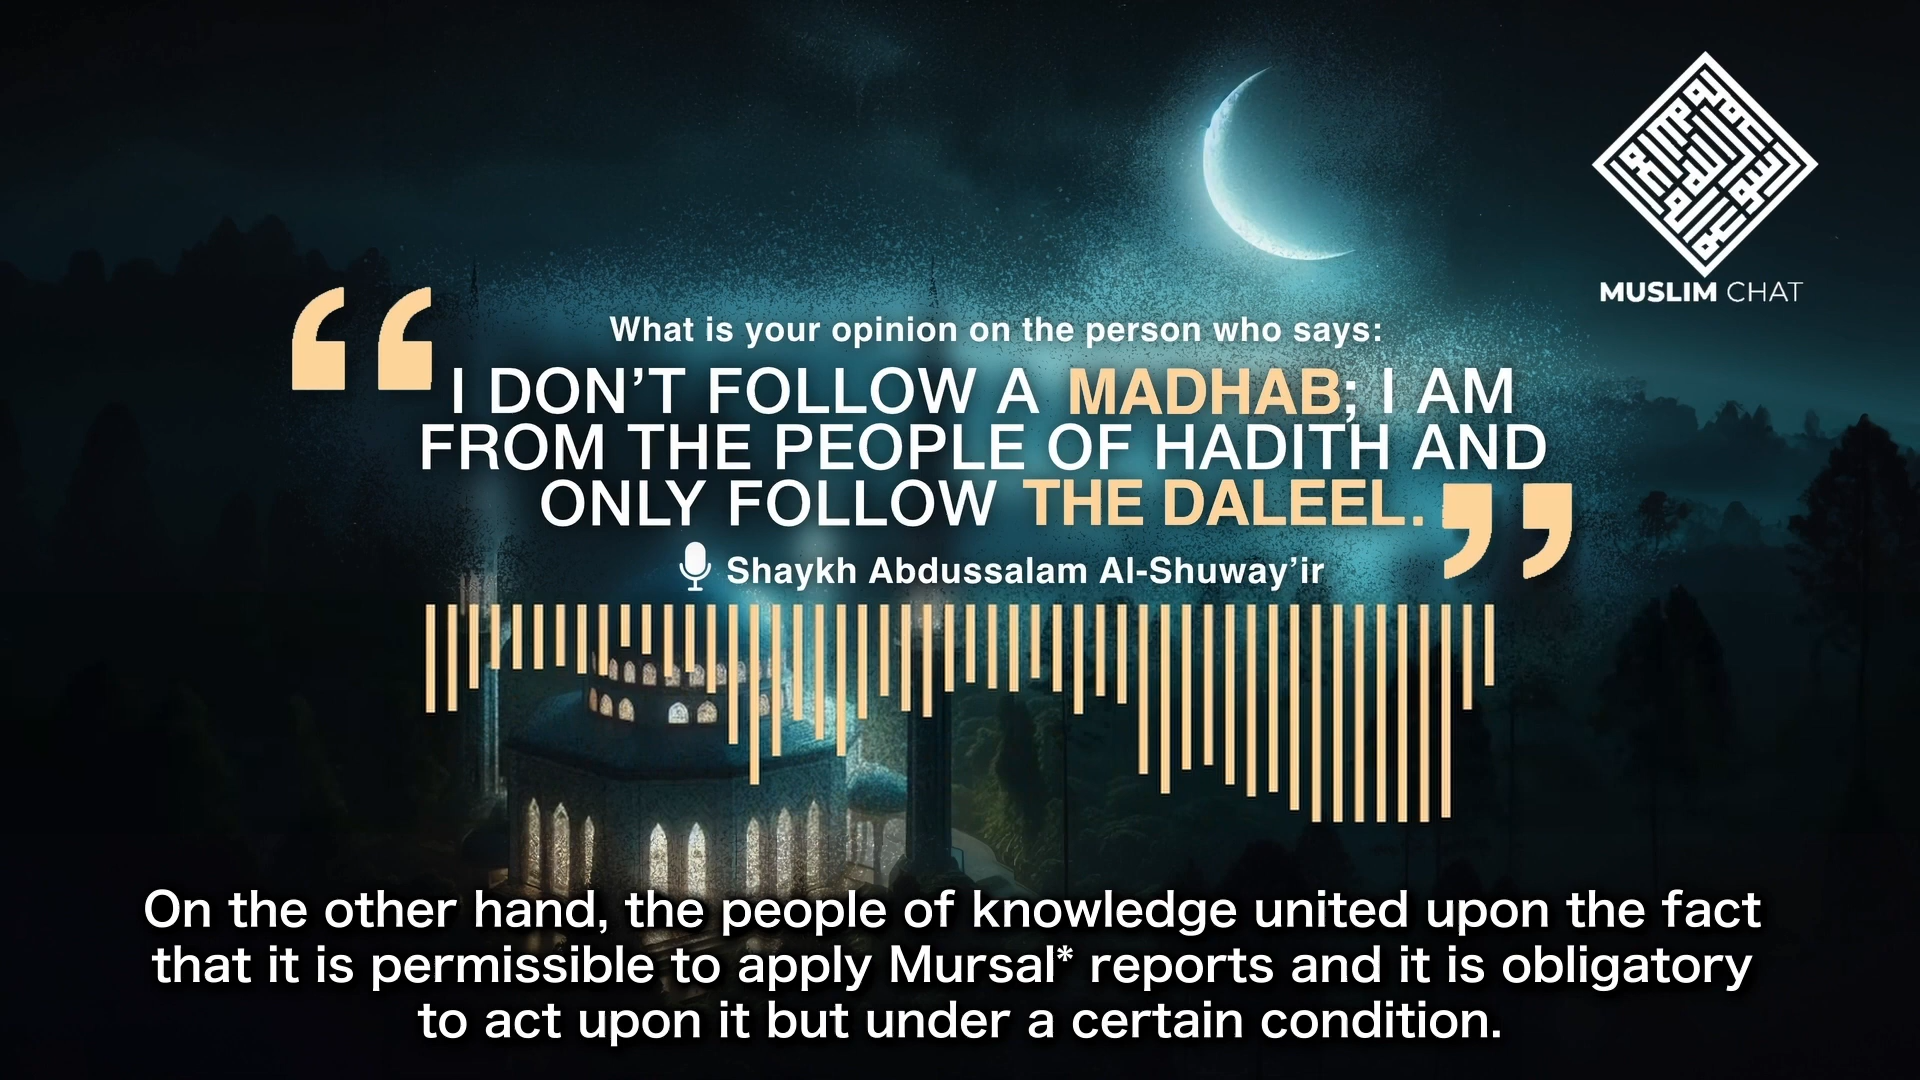 MUSLIM CHAT
What is your opinion on the person who says:
“ I DON’T FOLLOW A MADHAB; I AM
FROM THE PEOPLE OF HADITH AND
ONLY FOLLOW THE DALEEL. ”
Shaykh Abdussalam Al-Shuway’ir
On the other hand, the people of knowledge united upon the fact
that it is permissible to apply Mursal* reports and it is obligatory
to act upon it but under a certain condition.